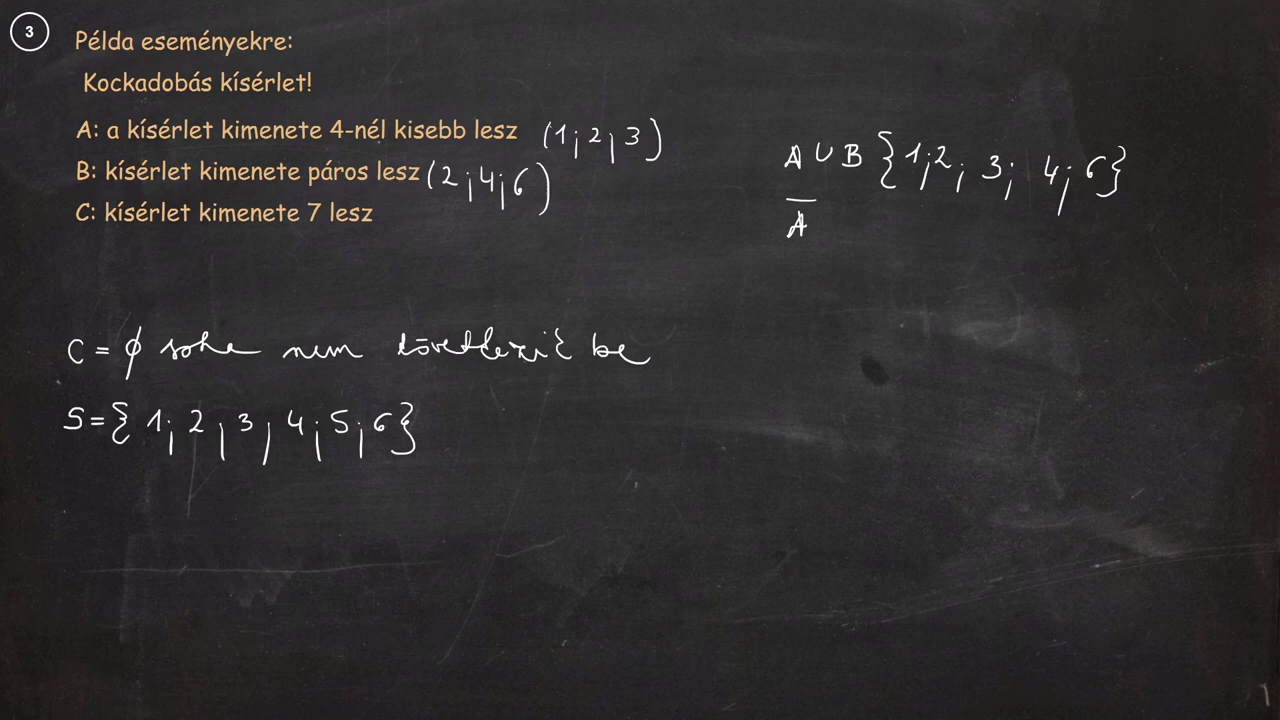 3
Példa eseményekre:
Kockadobás kísérlet!
A: a kísérlet kimenete 4-nél kisebb lesz (1; 2; 3)
B: kísérlet kimenete páros lesz (2; 4; 6)
C: kísérlet kimenete 7 lesz
A ∪ B {1; 2; 3; 4; 6}
A̅
C = ϕ soha nem következik be
S = { 1; 2; 3; 4; 5; 6}